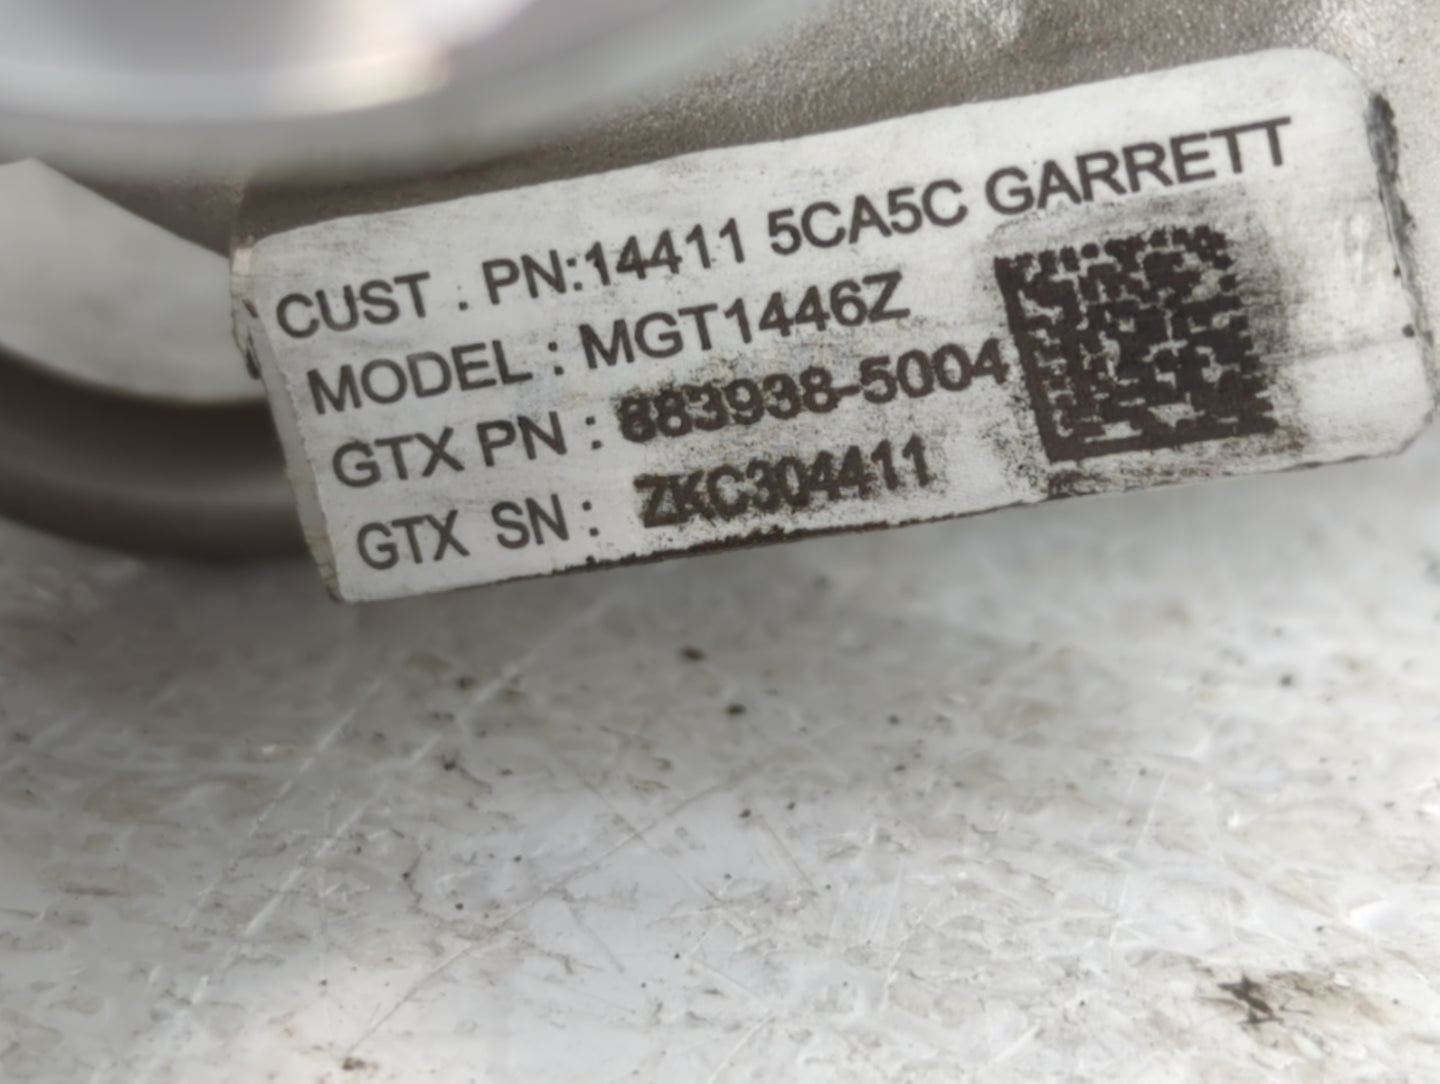 CUST . PN:14411 5CA5C GARRETT
MODEL : MGT1446Z
GTX PN : 883938-5004
GTX SN : ZKC304411